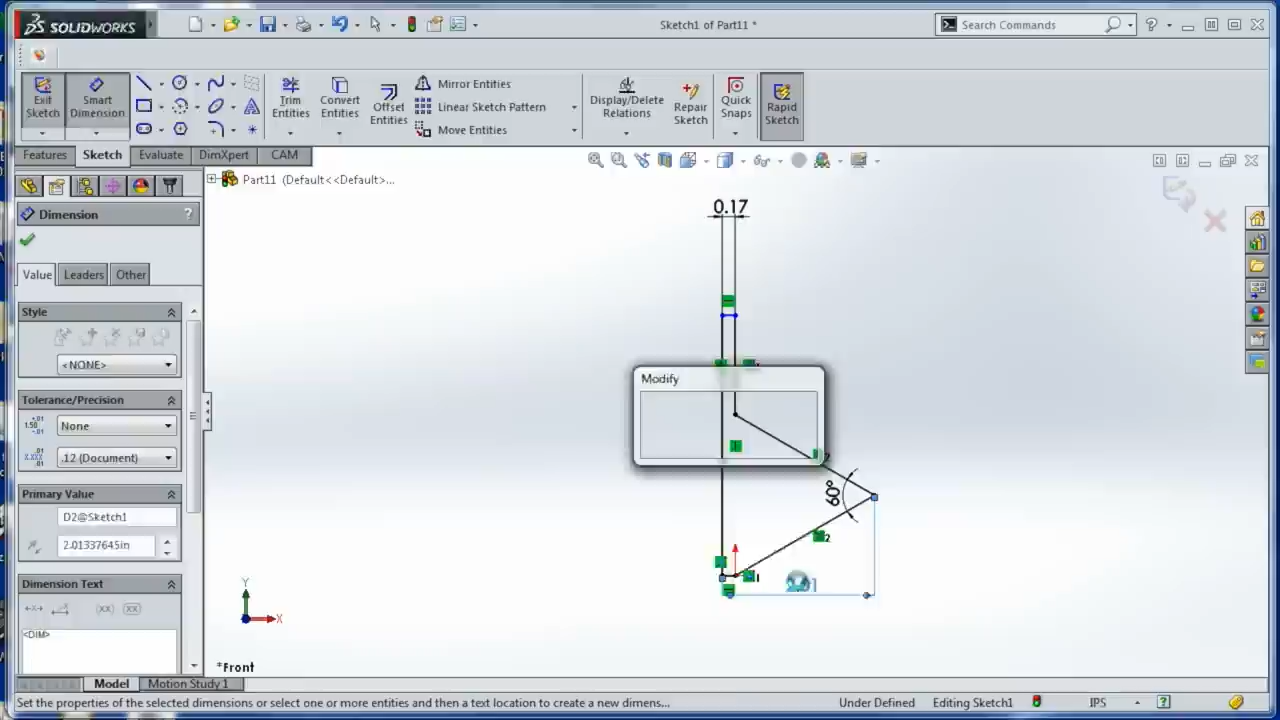 SOLIDWORKS
Sketch1 of Part11 *
Search Commands
Exit Sketch
Smart Dimension
Trim Entities
Convert Entities
Offset Entities
Mirror Entities
Linear Sketch Pattern
Move Entities
Display/Delete Relations
Repair Sketch
Quick Snaps
Rapid Sketch
Features
Sketch
Evaluate
DimXpert
CAM
Part11 (Default<<Default>...
Dimension
?
Value
Leaders
Other
Style
<NONE>
Tolerance/Precision
None
.12 (Document)
Primary Value
D2@Sketch1
2.01337645in
Dimension Text
<DIM>
0.17
Modify
60°
2
1
Y
X
*Front
Model
Motion Study 1
Set the properties of the selected dimensions or select one or more entities and then a text location to create a new dimens...
Under Defined
Editing Sketch1
IPS